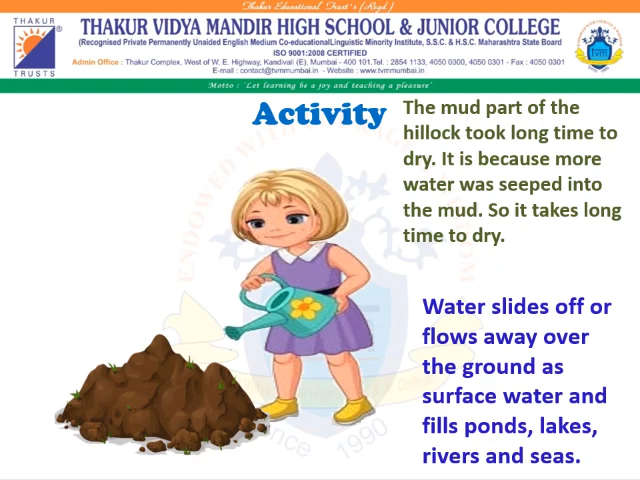 Thakur Educational Trust's (Regd.)
THAKUR
TRUSTS
THAKUR VIDYA MANDIR HIGH SCHOOL & JUNIOR COLLEGE
(Recognised Private Permanently Unaided English Medium Co-educationalLinguistic Minority Institute, S.S.C. & H.S.C. Maharashtra State Board
ISO 9001:2008 CERTIFIED
Admin Office : Thakur Complex, West of W. E. Highway, Kandivali (E), Mumbai - 400 101.Tel. : 2854 1133, 4050 0300, 4050 0301 - Fax : 4050 0301
E-mail : contact@tvmmumbai.in - Website : www.tvmmumbai.in
Motto : 'Let learning be a joy and teaching a pleasure'
Activity
The mud part of the
hillock took long time to
dry. It is because more
water was seeped into
the mud. So it takes long
time to dry.
Water slides off or
flows away over
the ground as
surface water and
fills ponds, lakes,
rivers and seas.
ENDOWED WITH
Since 1990